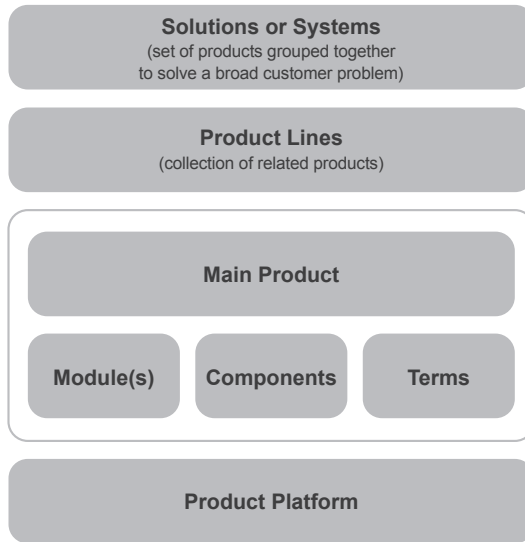 Solutions or Systems
(set of products grouped together
to solve a broad customer problem)
Product Lines
(collection of related products)
Main Product
Module(s)
Components
Terms
Product Platform